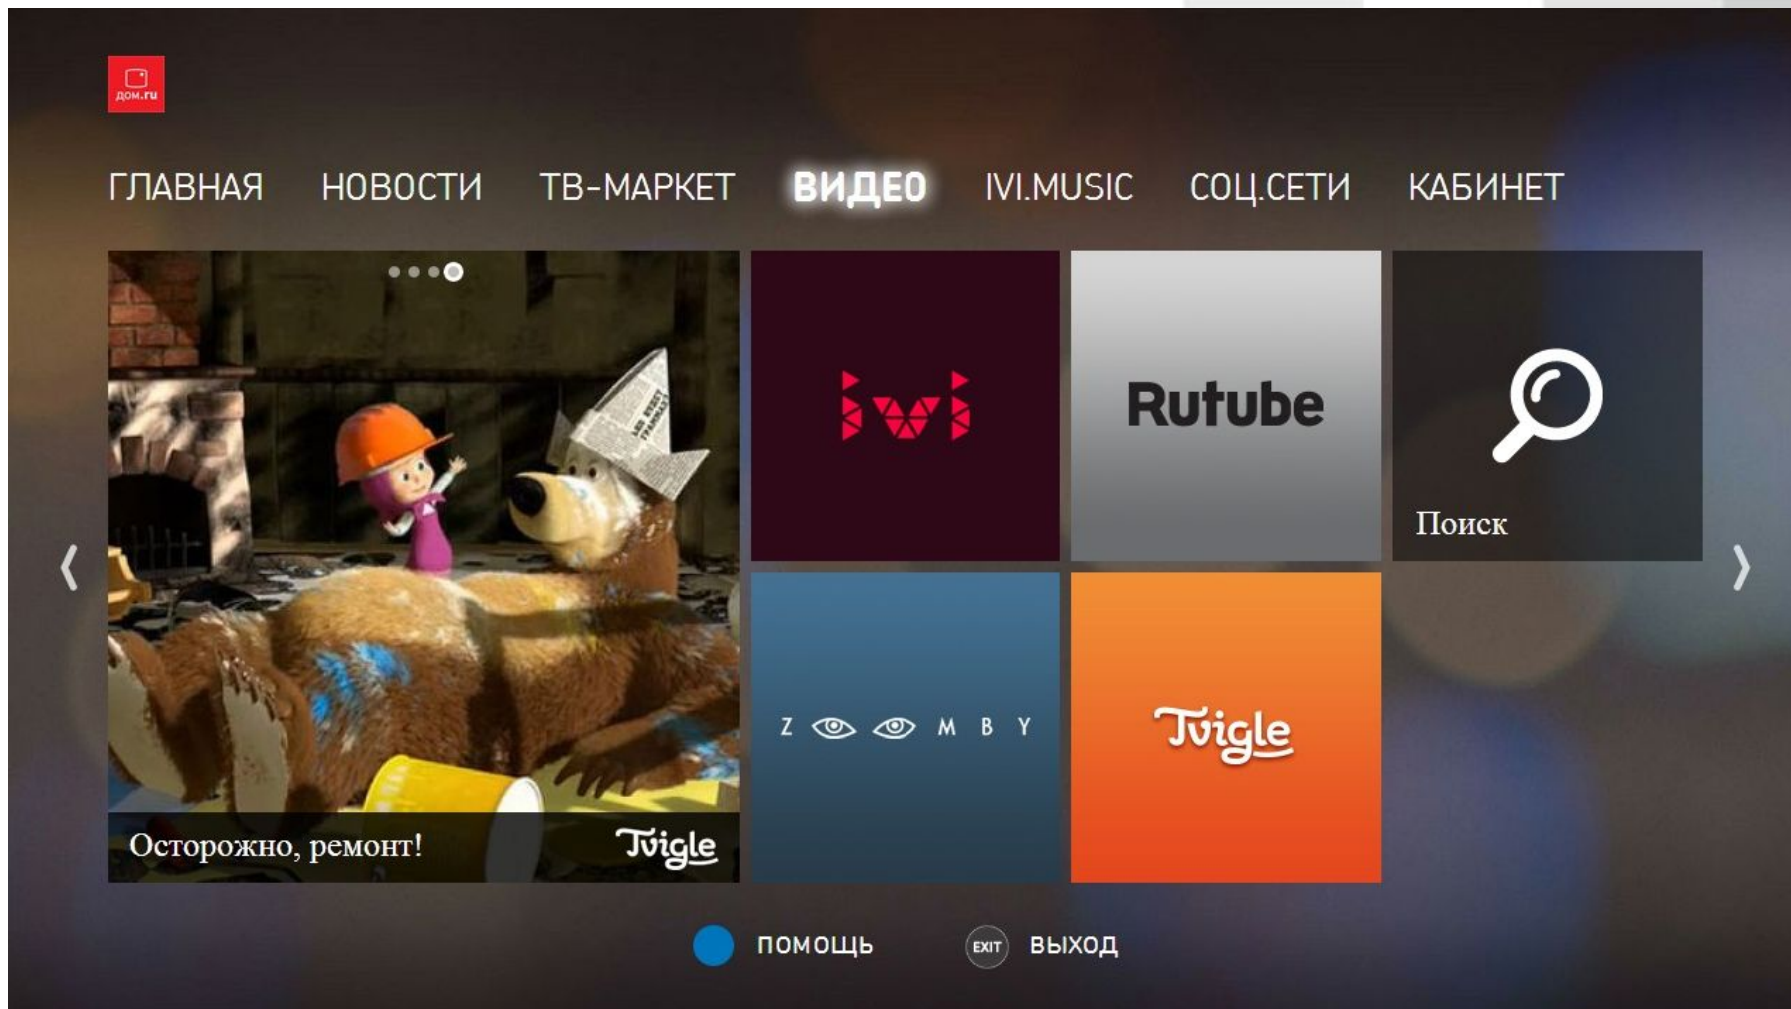 дом.ru
ГЛАВНАЯ НОВОСТИ ТВ-МАРКЕТ ВИДЕО IVI.MUSIC СОЦ.СЕТИ КАБИНЕТ
ivi
Rutube
Поиск
Осторожно, ремонт! Tvigle
Z MBY
Tvigle
ПОМОЩЬ EXIT ВЫХОД